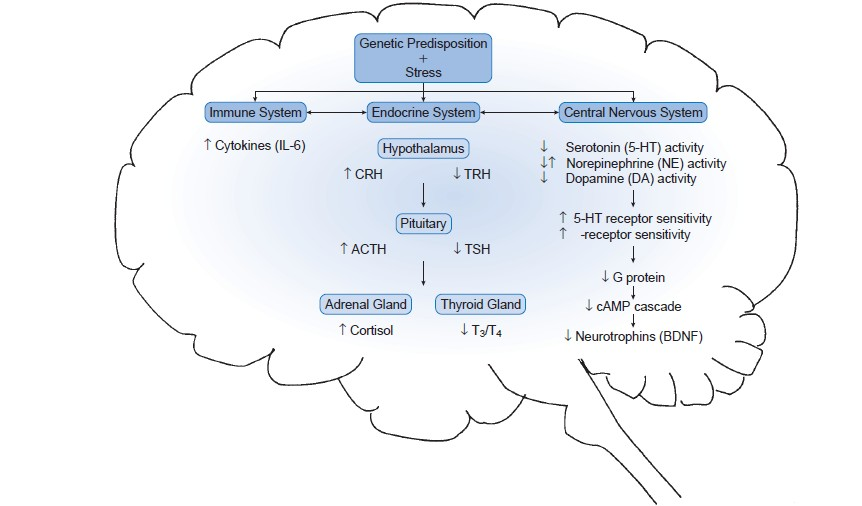 Genetic Predisposition
+
Stress
Immune System
Endocrine System
Central Nervous System
↑ Cytokines (IL-6)
Hypothalamus
↑ CRH
↓ TRH
Pituitary
↑ ACTH
↓ TSH
Adrenal Gland
Thyroid Gland
↑ Cortisol
↓ T₃/T₄
↓ Serotonin (5-HT) activity
↓↑ Norepinephrine (NE) activity
↓ Dopamine (DA) activity
↑ 5-HT receptor sensitivity
↑ -receptor sensitivity
↓ G protein
↓ cAMP cascade
↓ Neurotrophins (BDNF)